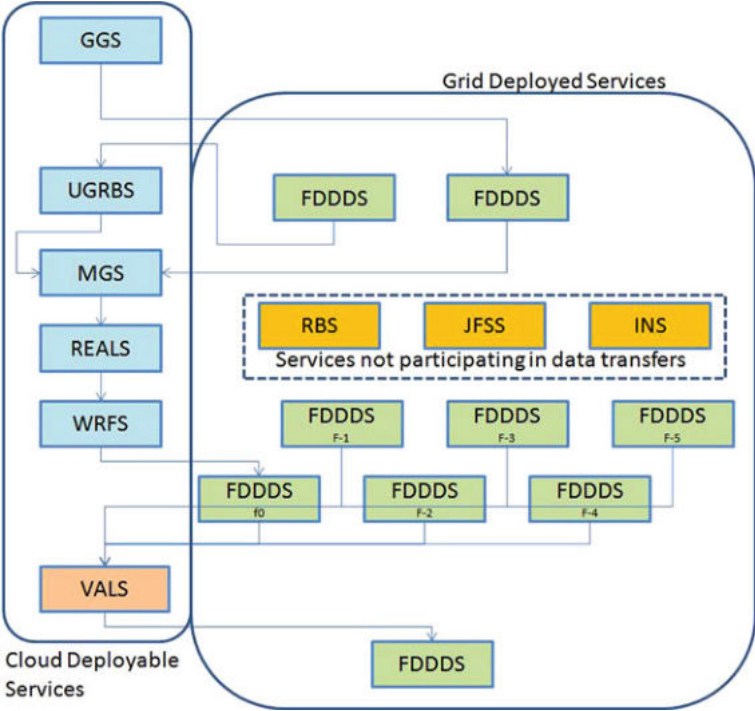 GGS
Grid Deployed Services
UGRBS
FDDDS
FDDDS
MGS
RBS
JFSS
INS
Services not participating in data transfers
REALS
WRFS
FDDDS
F-1
FDDDS
F-3
FDDDS
F-5
FDDDS
f0
FDDDS
F-2
FDDDS
F-4
VALS
FDDDS
Cloud Deployable
Services